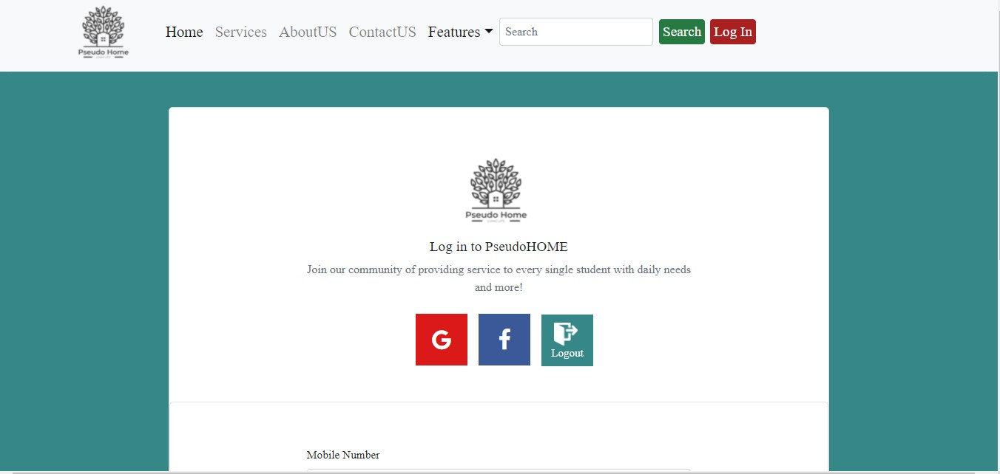 Pseudo Home
Home Services AboutUS ContactUS Features Search Search Log In
Pseudo Home
Log in to PseudoHOME
Join our community of providing service to every single student with daily needs
and more!
G f
Logout
Mobile Number